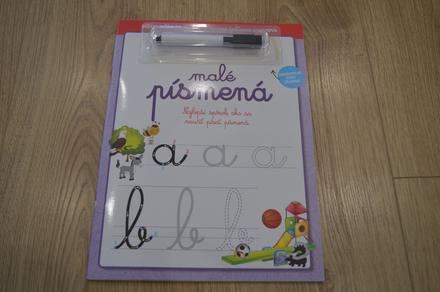 malé
písmená
Najlepší spôsob ako sa
naučiť písať písmená
a a a
b b b